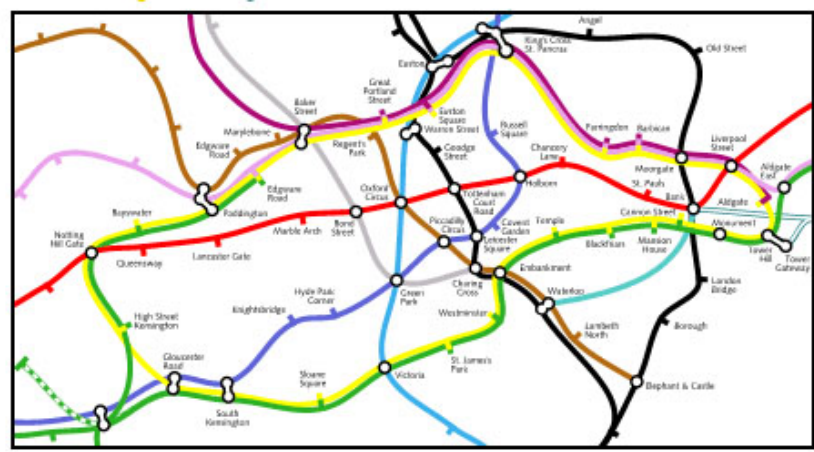 Angel
King's Cross
St. Pancras
Old Street
Euston
Great
Portland
Street
Baker
Street
Euston
Square
Warren Street
Marylebone
Regent's
Park
Goodge
Street
Russell
Square
Farringdon
Barbican
Liverpool
Street
Moorgate
Chancery
Lane
Edgware
Road
Aldgate
East
Edgware
Road
Oxford
Circus
Tottenham
Court
Road
Holborn
St. Pauls
Bank
Aldgate
Paddington
Bayswater
Bond
Street
Marble Arch
Piccadilly
Circus
Covent
Garden
Leicester
Square
Temple
Cannon Street
Monument
Notting
Hill Gate
Queensway
Lancaster Gate
Blackfriars
Mansion
House
Tower
Hill
Tower
Gateway
Hyde Park
Corner
Green
Park
Charing
Cross
Embankment
Waterloo
London
Bridge
Knightsbridge
Westminster
High Street
Kensington
Lambeth
North
Borough
Gloucester
Road
Sloane
Square
St. James's
Park
Victoria
Elephant & Castle
South
Kensington